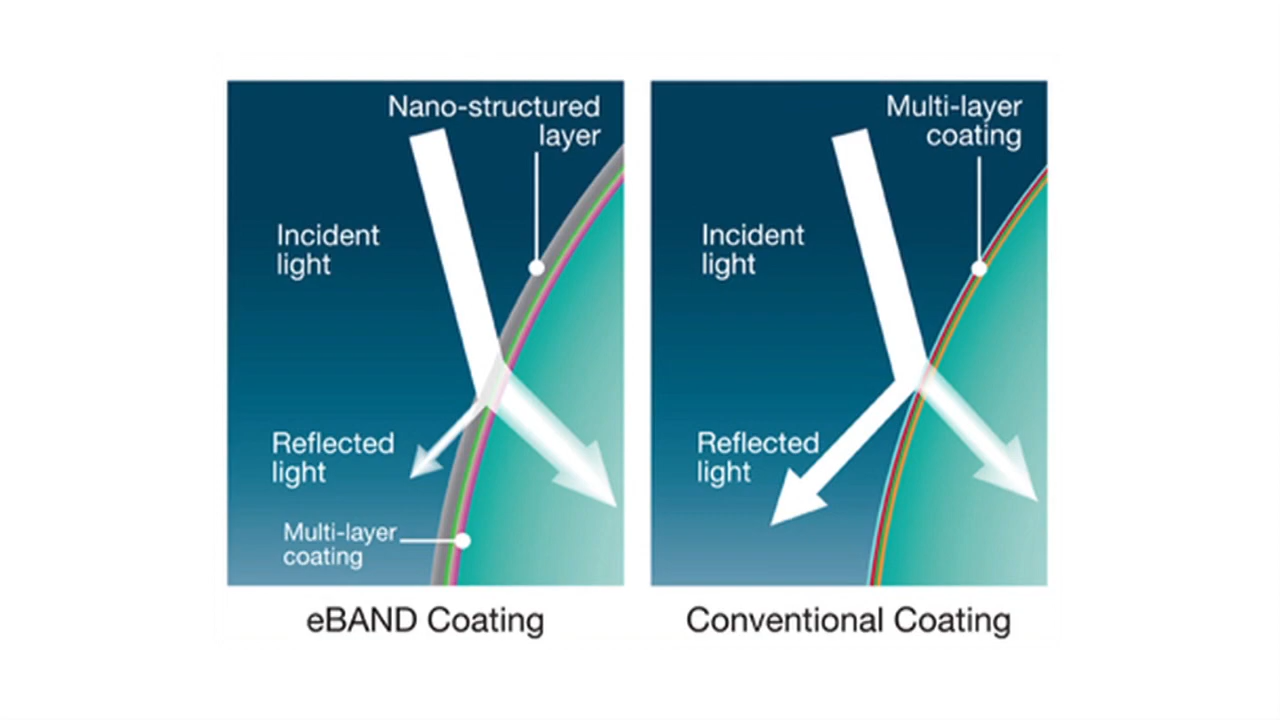 Nano-structured
layer
Incident
light
Reflected
light
Multi-layer
coating
eBAND Coating
Multi-layer
coating
Incident
light
Reflected
light
Conventional Coating